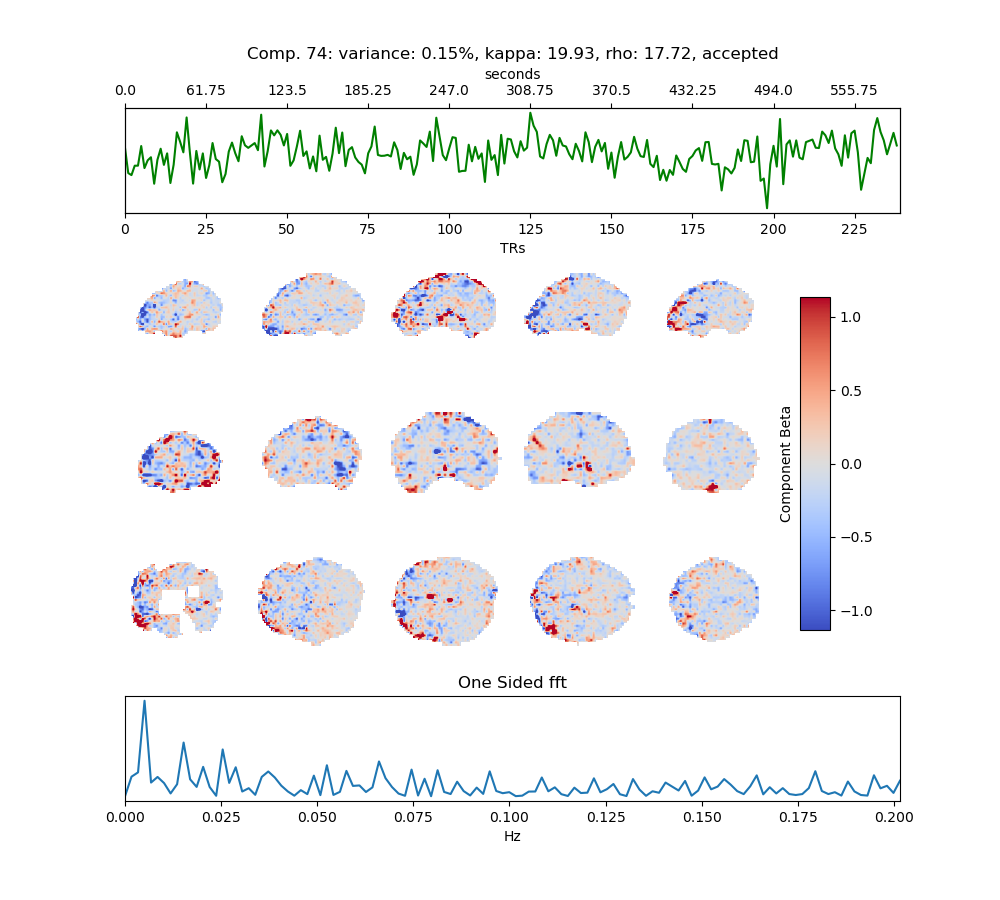 Comp. 74: variance: 0.15%, kappa: 19.93, rho: 17.72, accepted
seconds
0.0 61.75 123.5 185.25 247.0 308.75 370.5 432.25 494.0 555.75
0 25 50 75 100 125 150 175 200 225
TRs
1.0
0.5
0.0
−0.5
−1.0
Component Beta
One Sided fft
0.000 0.025 0.050 0.075 0.100 0.125 0.150 0.175 0.200
Hz